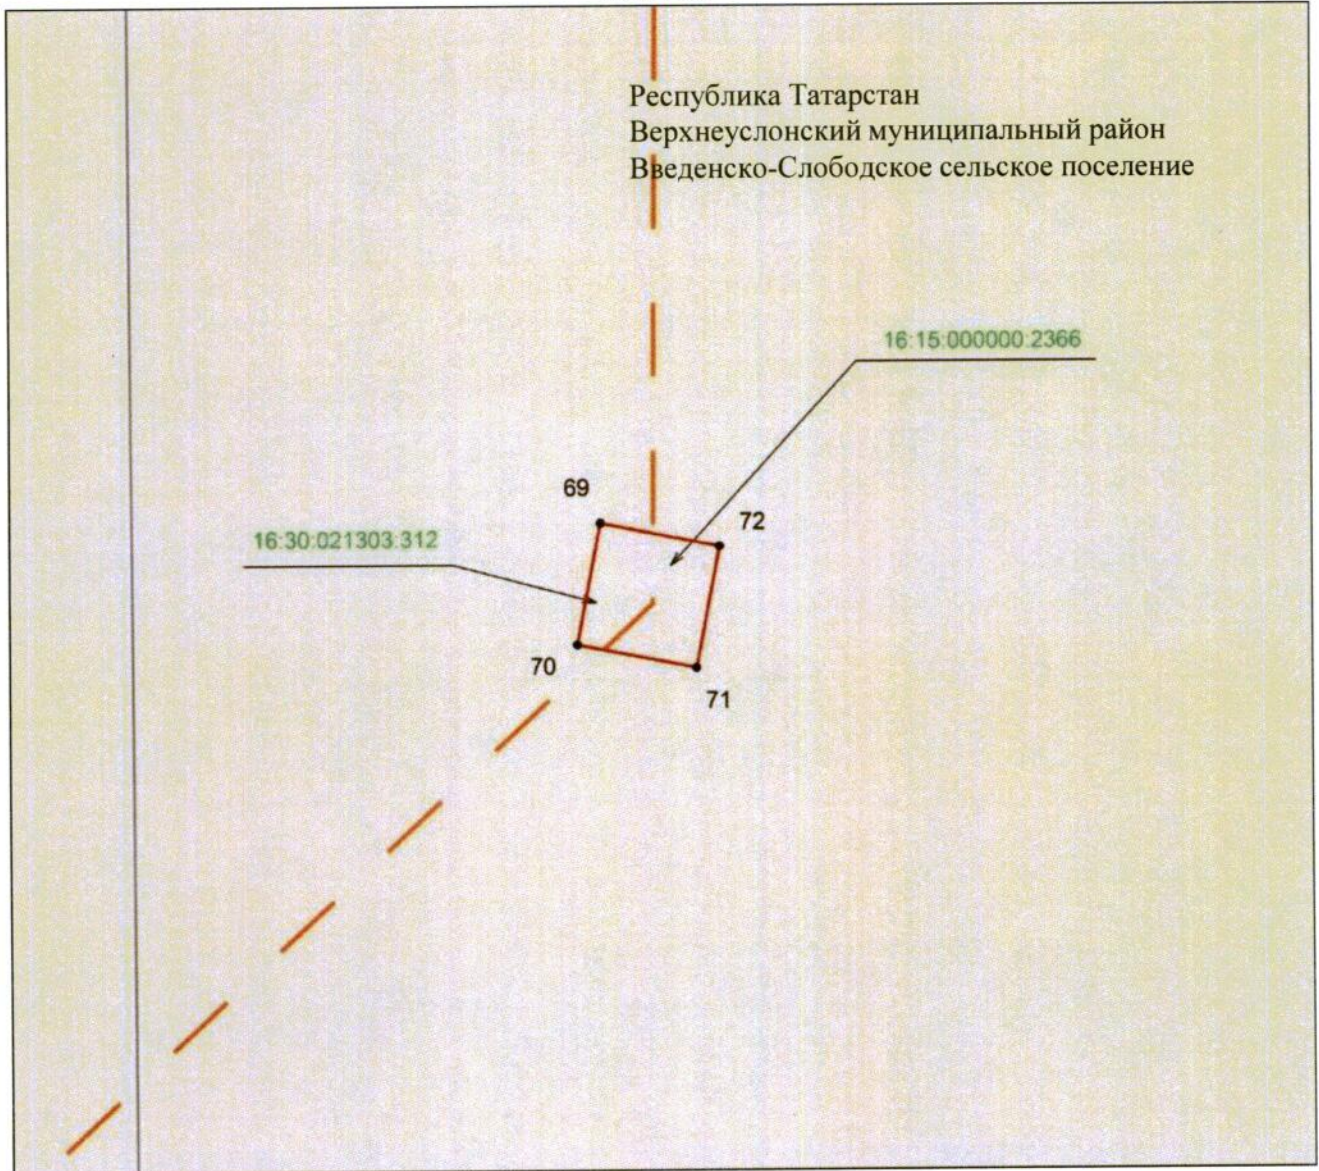 Республика Татарстан
Верхнеуслонский муниципальный район
Введенско-Слободское сельское поселение
16:15:000000:2366
69
72
16:30:021303:312
70
71